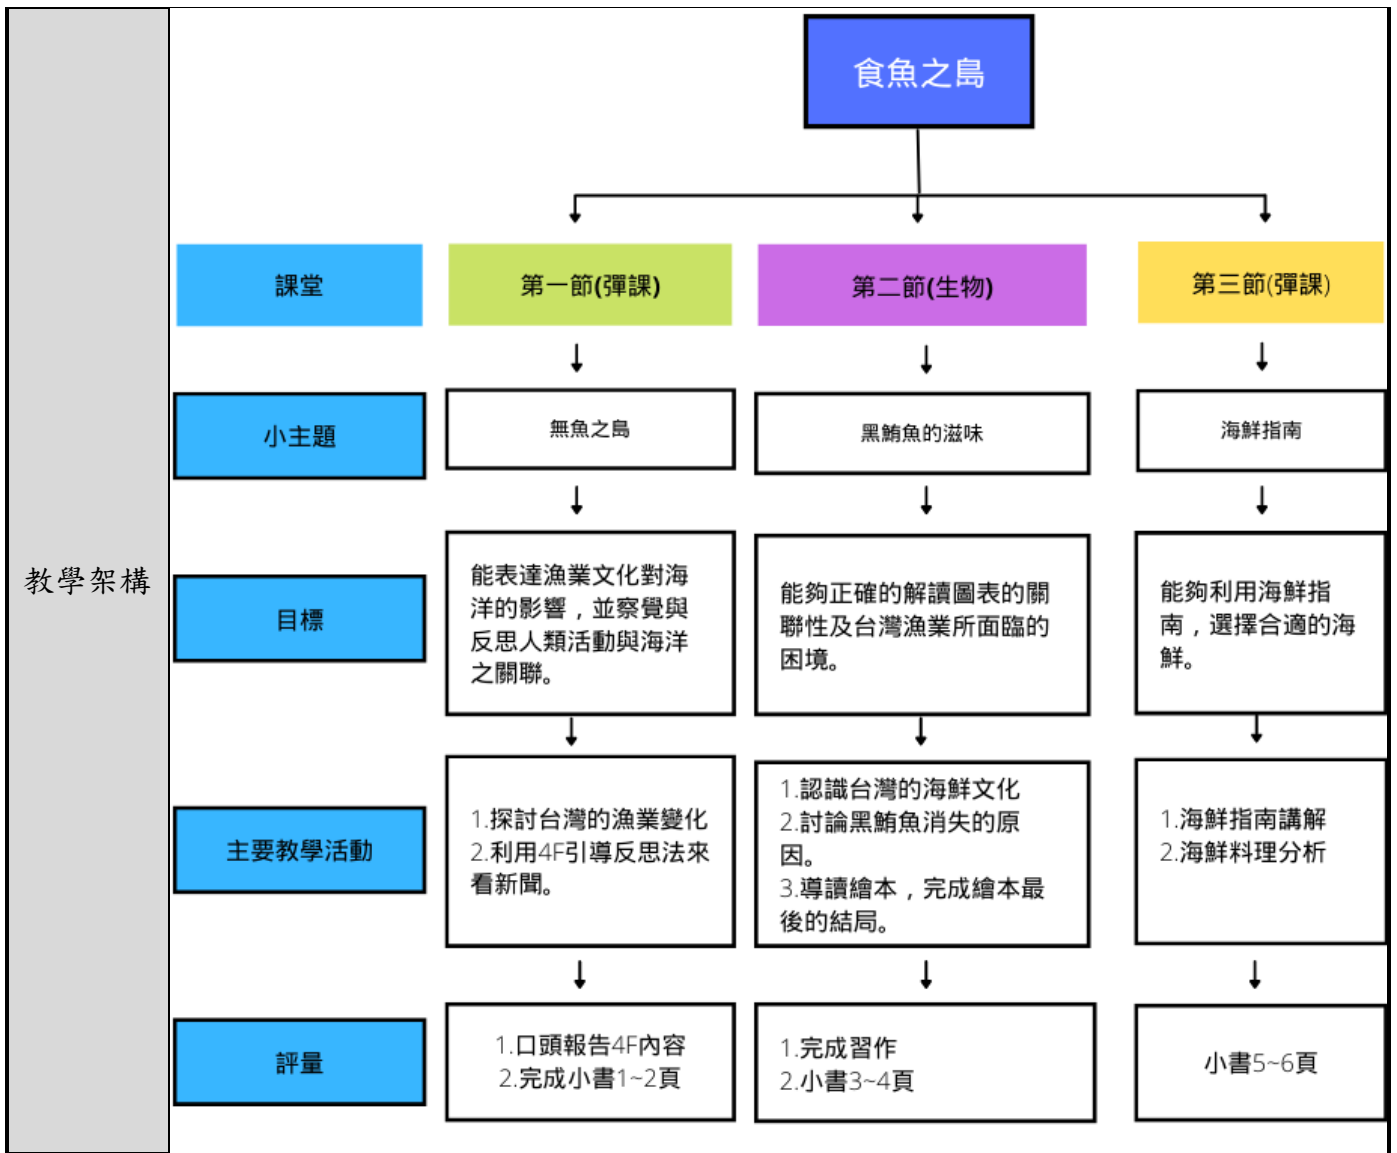 教學架構
食魚之島
課堂
第一節(彈課)
第二節(生物)
第三節(彈課)
小主題
無魚之島
黑鮪魚的滋味
海鮮指南
目標
能表達漁業文化對海
洋的影響，並察覺與
反思人類活動與海洋
之關聯。
能夠正確的解讀圖表的關
聯性及台灣漁業所面臨的
困境。
能夠利用海鮮指
南，選擇合適的海
鮮。
主要教學活動
1.探討台灣的漁業變化
2.利用4F引導反思法來
看新聞。
1.認識台灣的海鮮文化
2.討論黑鮪魚消失的原
因。
3.導讀繪本，完成繪本最
後的結局。
1.海鮮指南講解
2.海鮮料理分析
評量
1.口頭報告4F內容
2.完成小書1~2頁
1.完成習作
2.小書3~4頁
小書5~6頁